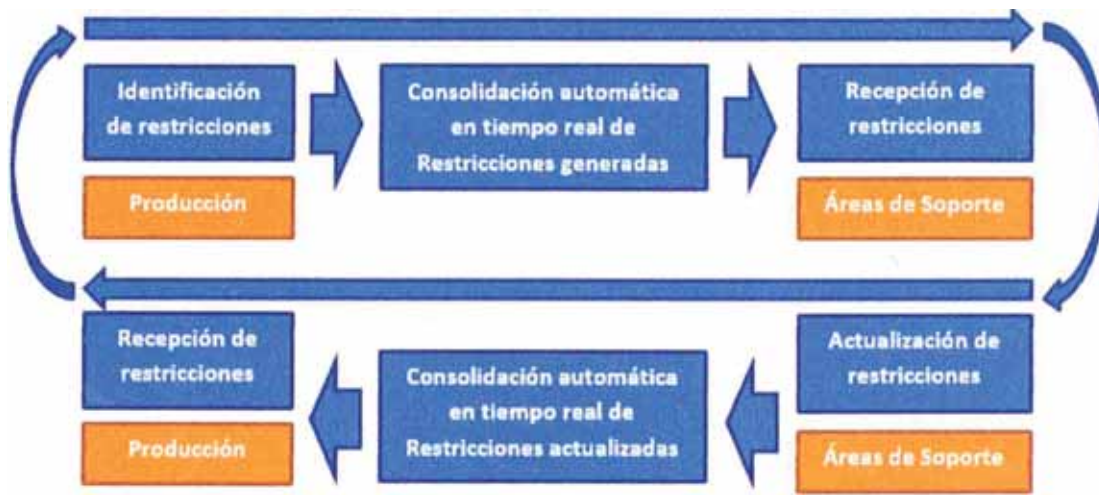 Identificación
de restricciones
Producción
Consolidación automática
en tiempo real de
Restricciones generadas
Recepción de
restricciones
Áreas de Soporte
Recepción de
restricciones
Producción
Consolidación automática
en tiempo real de
Restricciones actualizadas
Actualización de
restricciones
Áreas de Soporte